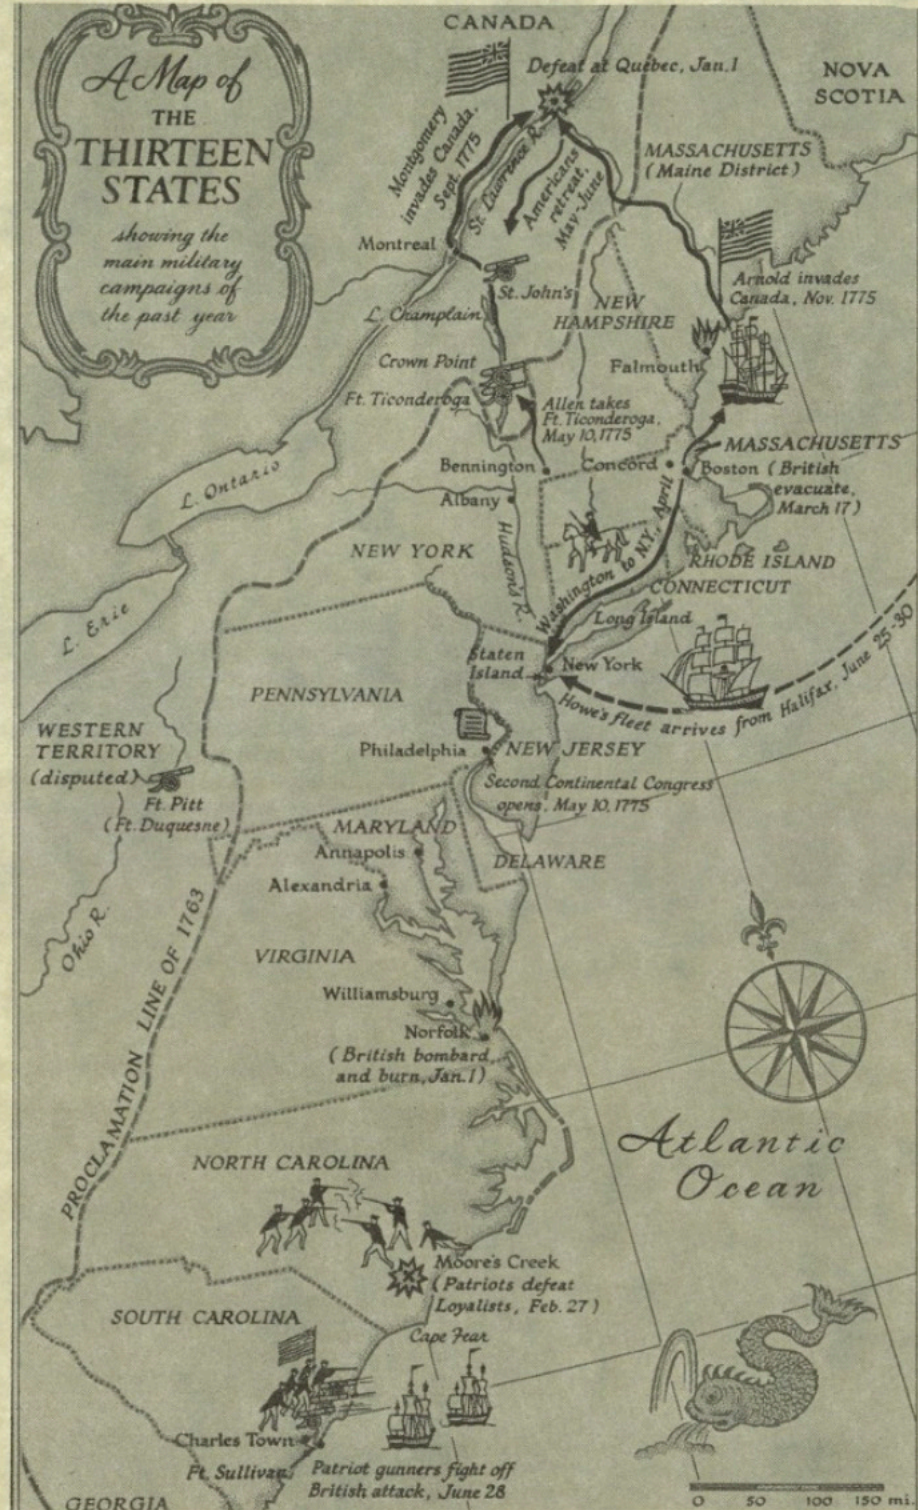 A Map of
THE
THIRTEEN
STATES
showing the
main military
campaigns of
the past year
CANADA
Defeat at Quebec, Jan.1
NOVA
SCOTIA
Montgomery
invades Canada,
Sept. 1775
St. Lawrence R.
Americans
retreat,
May-June
MASSACHUSETTS
(Maine District)
Montreal
St. John's
Arnold invades
Canada, Nov. 1775
L. Champlain
NEW
HAMPSHIRE
Crown Point
Falmouth
Ft. Ticonderoga
Allen takes
Ft. Ticonderoga,
May 10, 1775
MASSACHUSETTS
Bennington
Concord
Boston (British
evacuate,
March 17)
L. Ontario
Albany
Hudson's R.
NEW YORK
Washington to N.Y., April
RHODE ISLAND
CONNECTICUT
L. Erie
Long Island
Staten
Island
New York
Howe's fleet arrives from Halifax, June 25-30
PENNSYLVANIA
WESTERN
TERRITORY
(disputed)
Philadelphia
NEW JERSEY
Ft. Pitt
(Ft. Duquesne)
Second Continental Congress
opens, May 10, 1775
MARYLAND
Annapolis
DELAWARE
Alexandria
Ohio R.
PROCLAMATION LINE OF 1763
VIRGINIA
Williamsburg
Norfolk
(British bombard,
and burn, Jan.1)
Atlantic
Ocean
NORTH CAROLINA
Moore's Creek
(Patriots defeat
Loyalists, Feb. 27)
SOUTH CAROLINA
Cape Fear
Charles Town
Ft. Sullivan
Patriot gunners fight off
British attack, June 28
GEORGIA
0 50 100 150 mi.